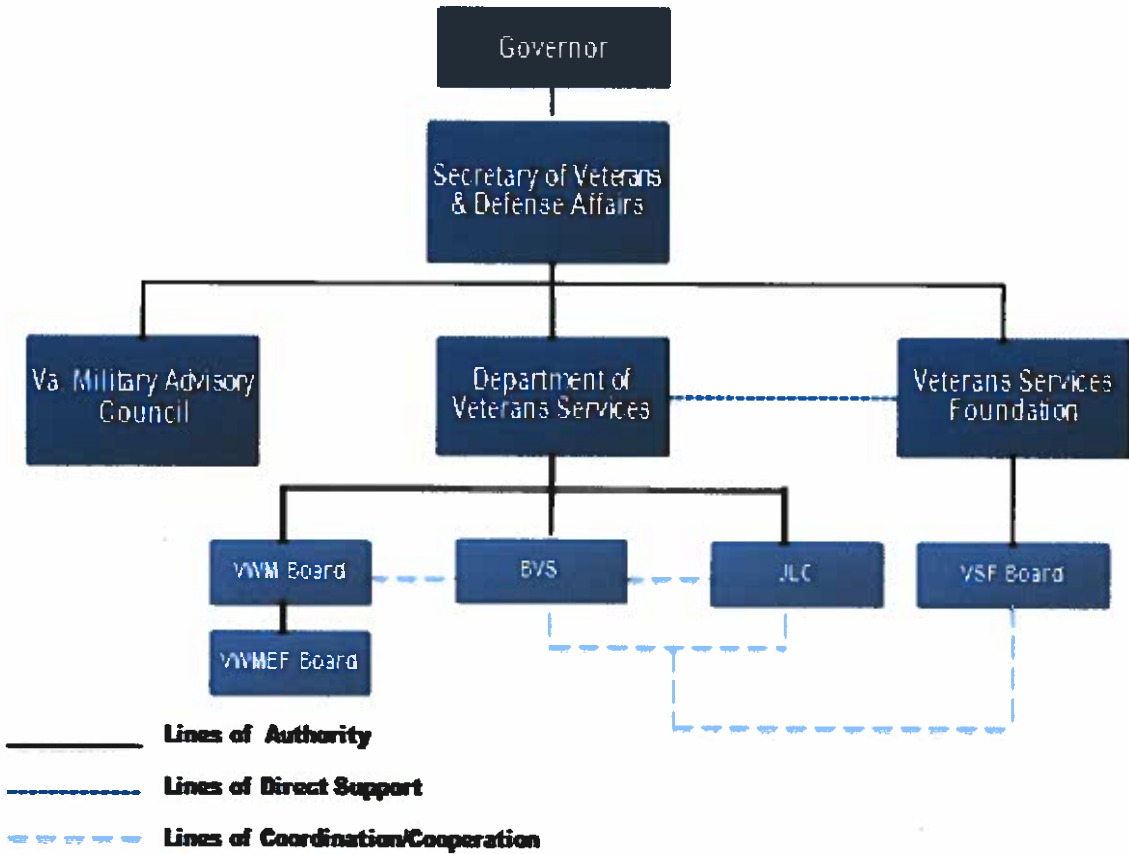 Governor
Secretary of Veterans
& Defense Affairs
Va. Military Advisory
Council
Department of
Veterans Services
Veterans Services
Foundation
VWM Board
BVS
JLC
VSF Board
VWMEF Board
Lines of Authority
Lines of Direct Support
Lines of Coordination/Cooperation